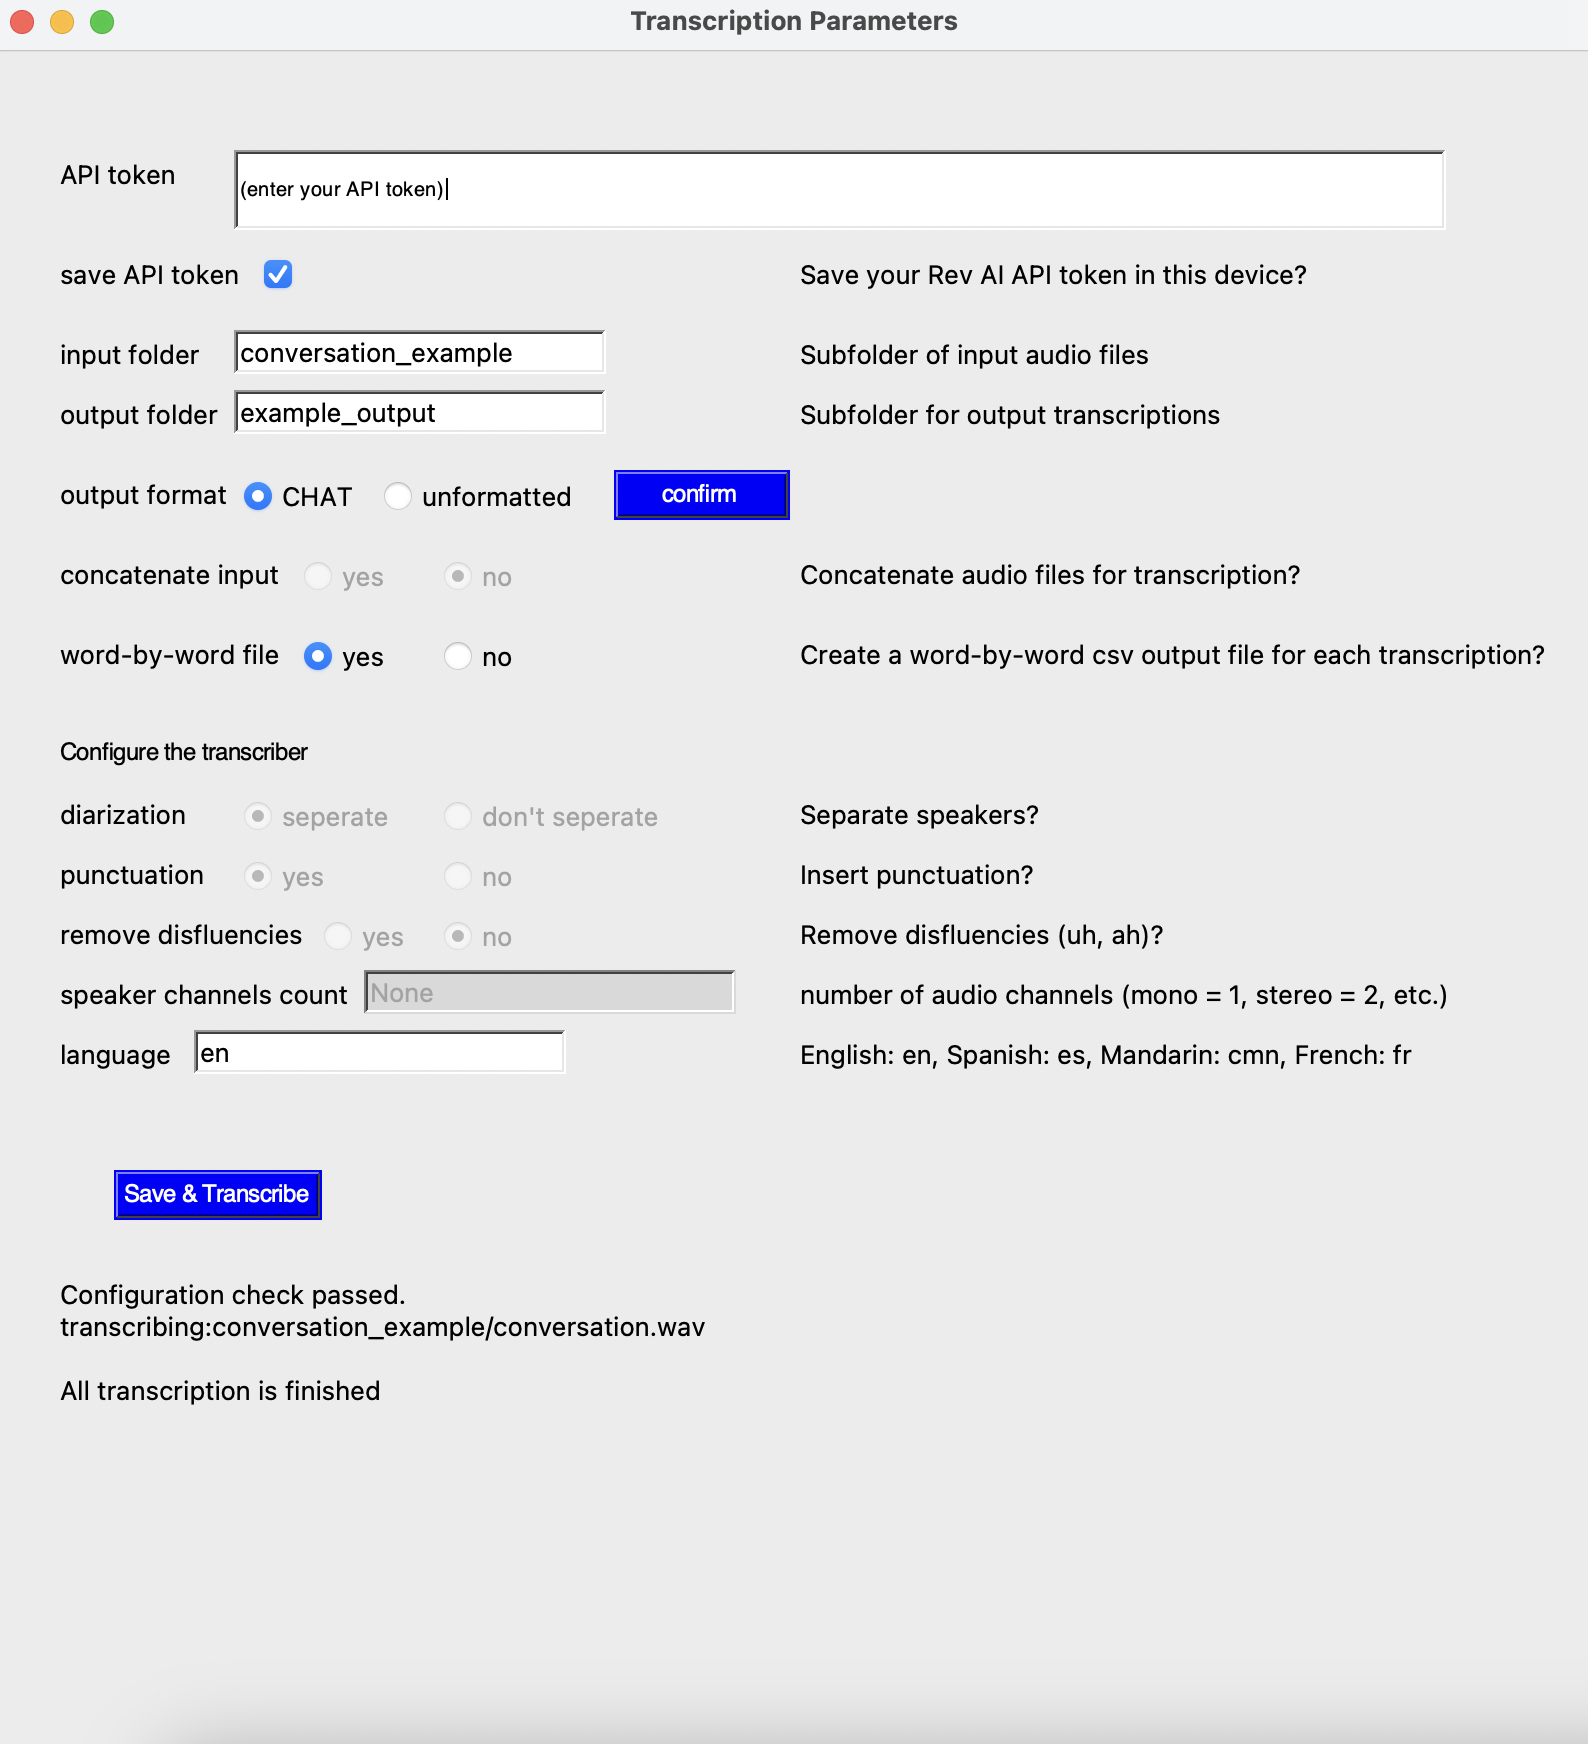 Transcription Parameters
API token
(enter your API token)
save API token Save your Rev AI API token in this device?
input folder conversation_example Subfolder of input audio files
output folder example_output Subfolder for output transcriptions
output format CHAT unformatted confirm
concatenate input yes no Concatenate audio files for transcription?
word-by-word file yes no Create a word-by-word csv output file for each transcription?
Configure the transcriber
diarization seperate don't seperate Separate speakers?
punctuation yes no Insert punctuation?
remove disfluencies yes no Remove disfluencies (uh, ah)?
speaker channels count None number of audio channels (mono = 1, stereo = 2, etc.)
language en English: en, Spanish: es, Mandarin: cmn, French: fr
Save & Transcribe
Configuration check passed.
transcribing:conversation_example/conversation.wav
All transcription is finished